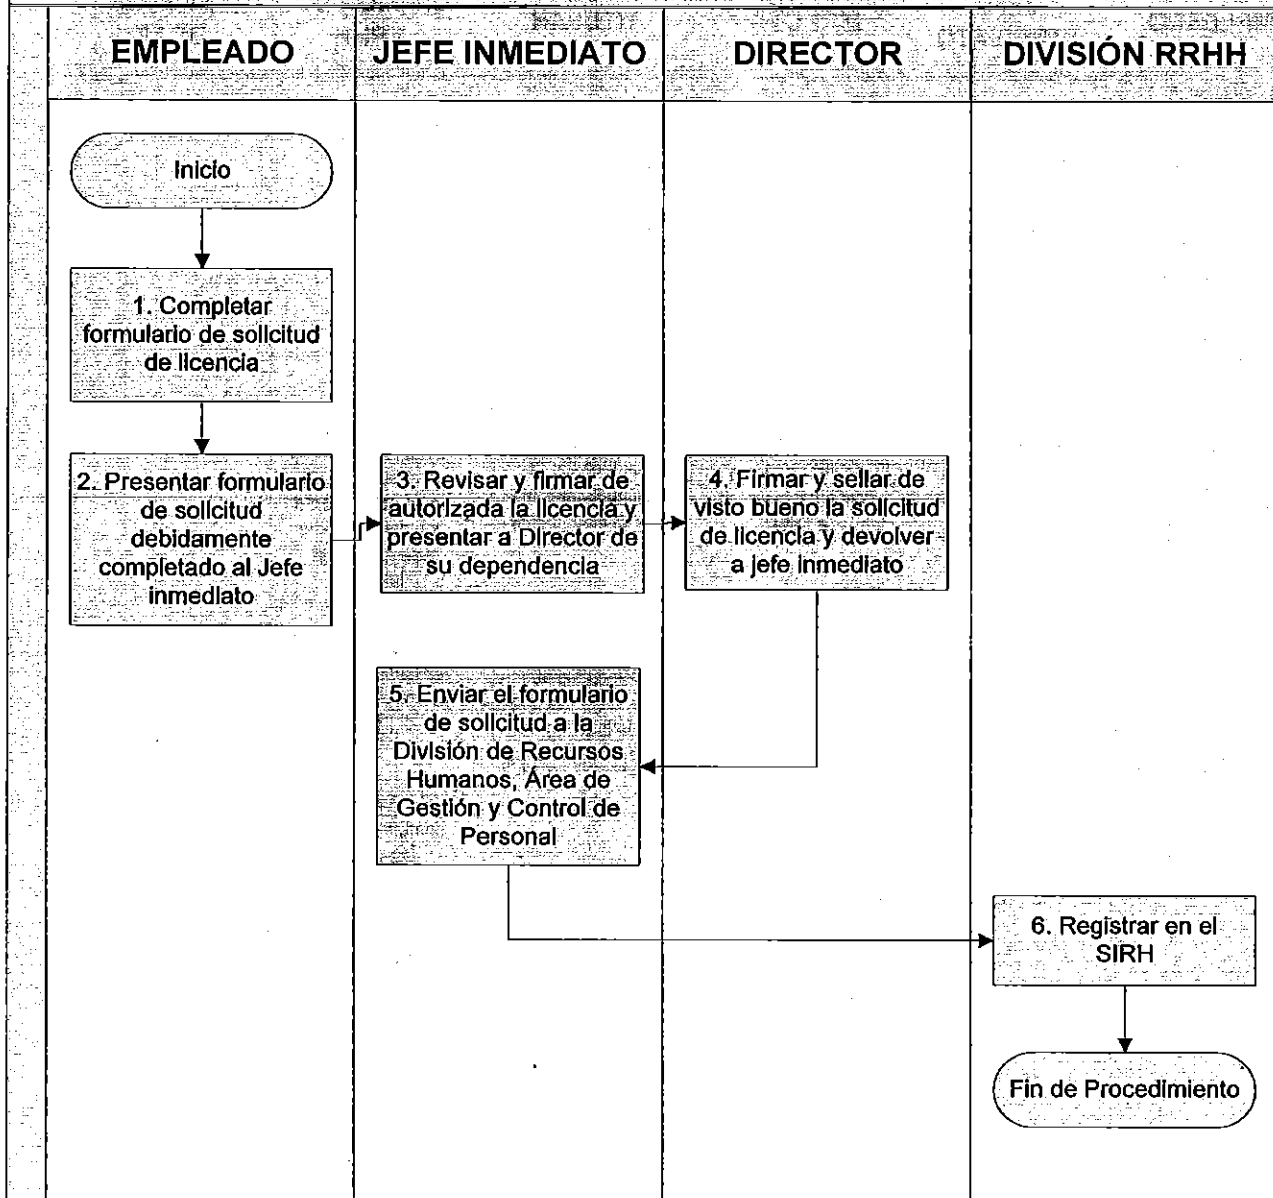 EMPLEADO
JEFE INMEDIATO
DIRECTOR
DIVISIÓN RRHH
Inicio
1. Completar
formulario de solicitud
de licencia
2. Presentar formulario
de solicitud
debidamente
completado al Jefe
inmediato
3. Revisar y firmar de
autorizada la licencia y
presentar a Director de
su dependencia
4. Firmar y sellar de
visto bueno la solicitud
de licencia y devolver
a jefe inmediato
5. Enviar el formulario
de solicitud a la
División de Recursos
Humanos, Área de
Gestión y Control de
Personal
6. Registrar en el
SIRH
Fin de Procedimiento